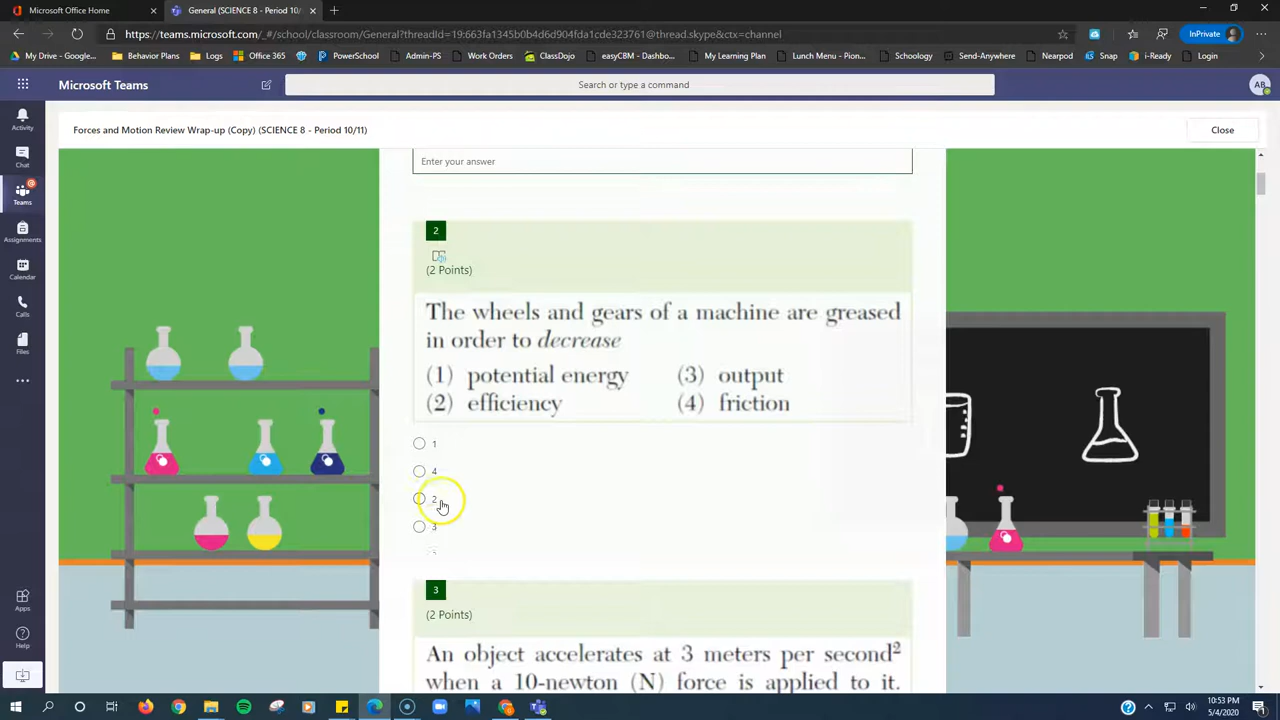 Microsoft Office Home
General (SCIENCE 8 - Period 10/
https://teams.microsoft.com/_#/school/classroom/General?threadId=19:663fa1345005b0b4d6d904fda1cde323761@thread.skype&ctx=channel
InPrivate
My Drive - Google...
Behavior Plans
Logs
Office 365
PowerSchool
Admin-PS
Work Orders
ClassDojo
easyCBM - Dashbo...
My Learning Plan
Lunch Menu - Pion...
Schoology
Send-Anywhere
Nearpod
Snap
i-Ready
Login
Microsoft Teams
Search or type a command
AB
Activity
Chat
Teams
Assignments
Calendar
Calls
Files
Apps
Help
Forces and Motion Review Wrap-up (Copy) (SCIENCE 8 - Period 10/11)
Close
Enter your answer
2
(2 Points)
The wheels and gears of a machine are greased
in order to decrease
(1) potential energy (3) output
(2) efficiency (4) friction
1
4
2
3
3
(2 Points)
An object accelerates at 3 meters per second²
when a 10-newton (N) force is applied to it.
10:53 PM
5/4/2020